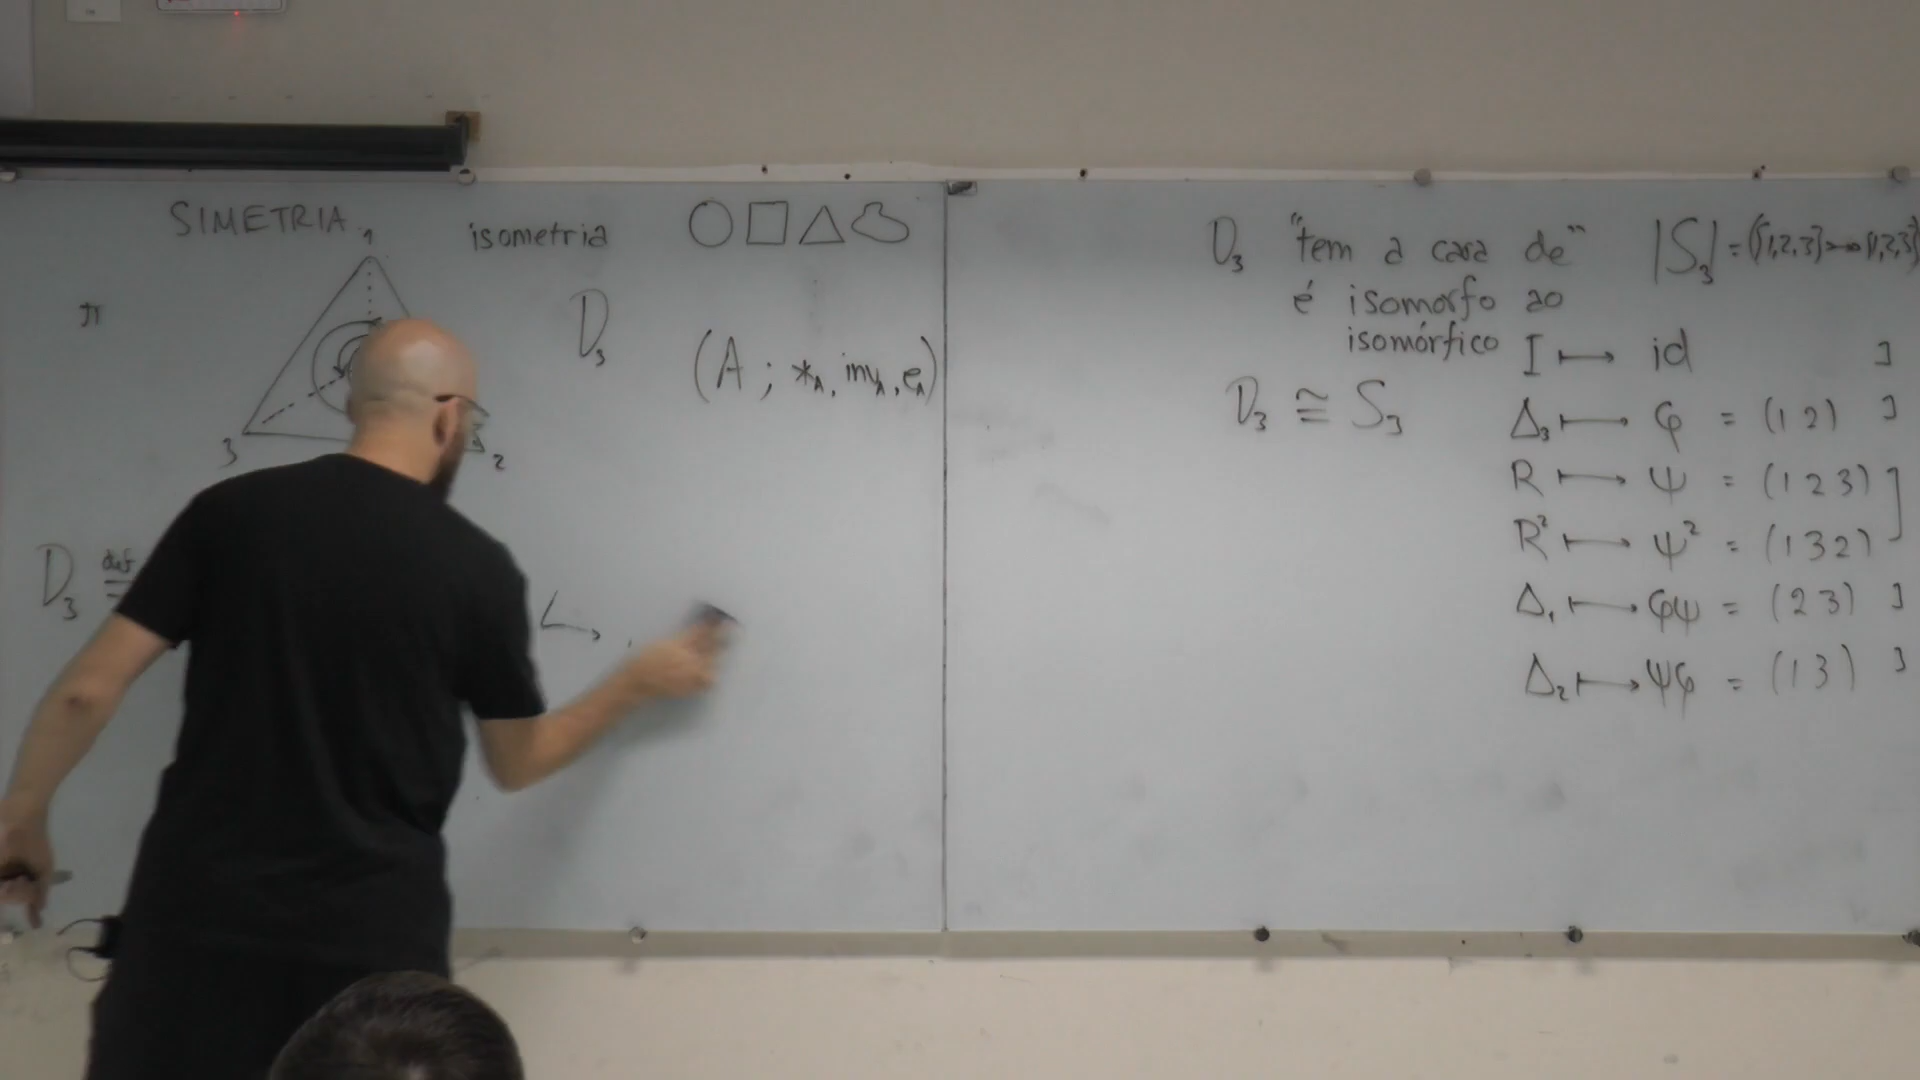 SIMETRIA
isometria
1
3
2
π
D₃
(A ; *_A, inv_A, e_A)
D₃ def=
D₃ "tem a cara de" |S₃| = ({1,2,3}⤖{1,2,3}
é isomorfo ao
isomórfico
D₃ ≅ S₃
I ⟼ id ]
Δ₃ ⟼ φ = (1 2) ]
R ⟼ ψ = (1 2 3) ]
R² ⟼ ψ² = (1 3 2)
Δ₁ ⟼ φψ = (2 3) ]
Δ₂ ⟼ ψφ = (1 3) ]